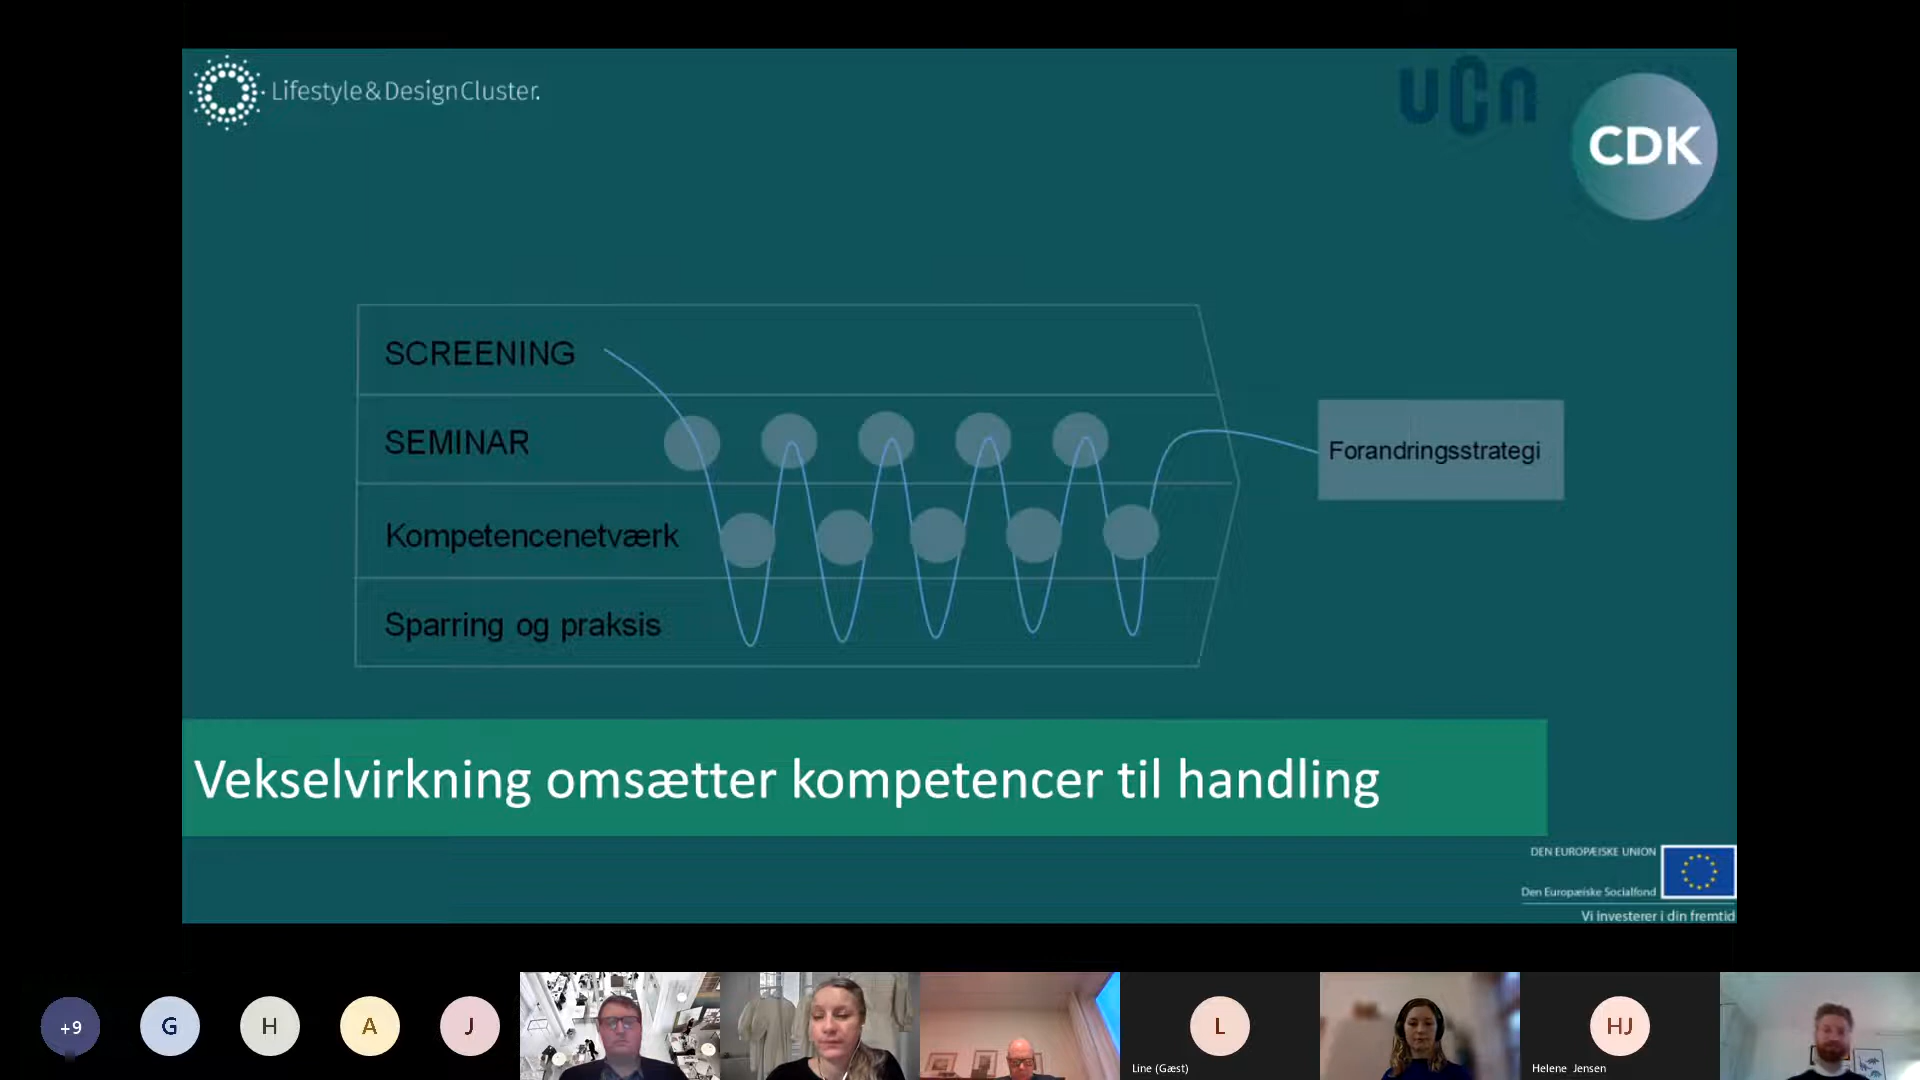 Lifestyle&DesignCluster.
UCN
CDK
SCREENING
SEMINAR
Kompetencenetværk
Sparring og praksis
Forandringsstrategi
Vekselvirkning omsætter kompetencer til handling
DEN EUROPÆISKE UNION
Den Europæiske Socialfond
Vi investerer i din fremtid
+9
G
H
A
J
L
Line (Gæst)
HJ
Helene Jensen